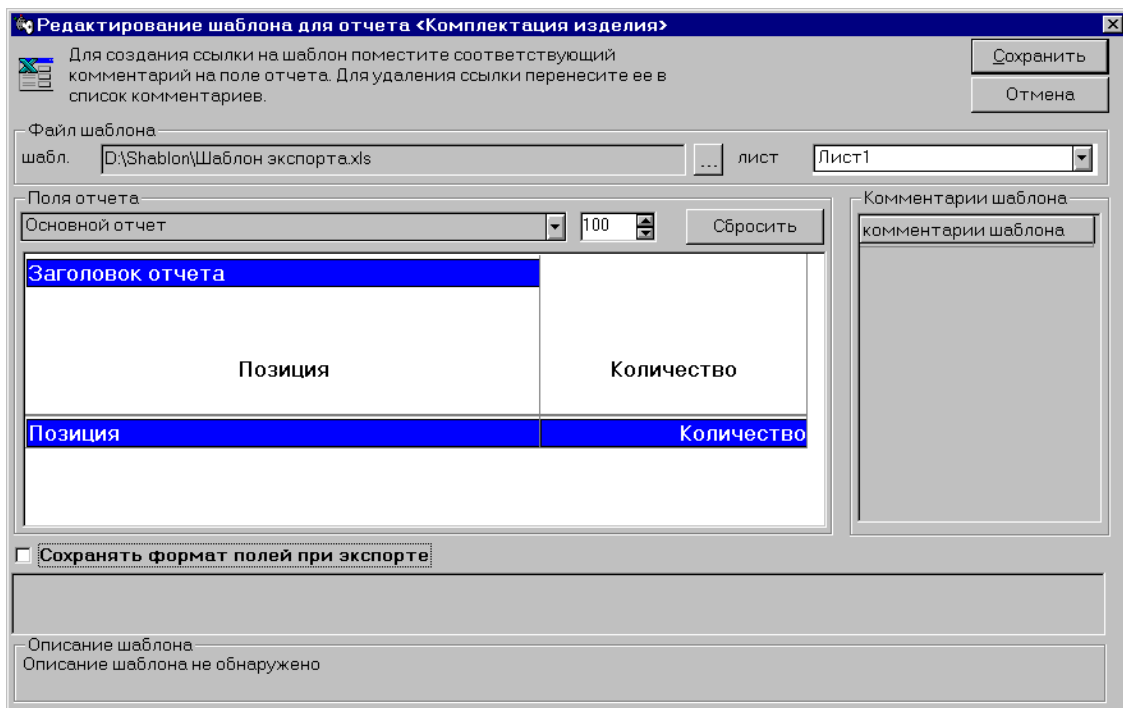 Редактирование шаблона для отчета <Комплектация изделия>
Для создания ссылки на шаблон поместите соответствующий
комментарий на поле отчета. Для удаления ссылки перенесите ее в
список комментариев.
Сохранить
Отмена
Файл шаблона
шабл. D:\Shablon\Шаблон экспорта.xls ... лист Лист1
Поля отчета
Основной отчет 100 Сбросить
Заголовок отчета
Позиция Количество
Позиция Количество
Комментарии шаблона
комментарии шаблона
Сохранять формат полей при экспорте
Описание шаблона
Описание шаблона не обнаружено